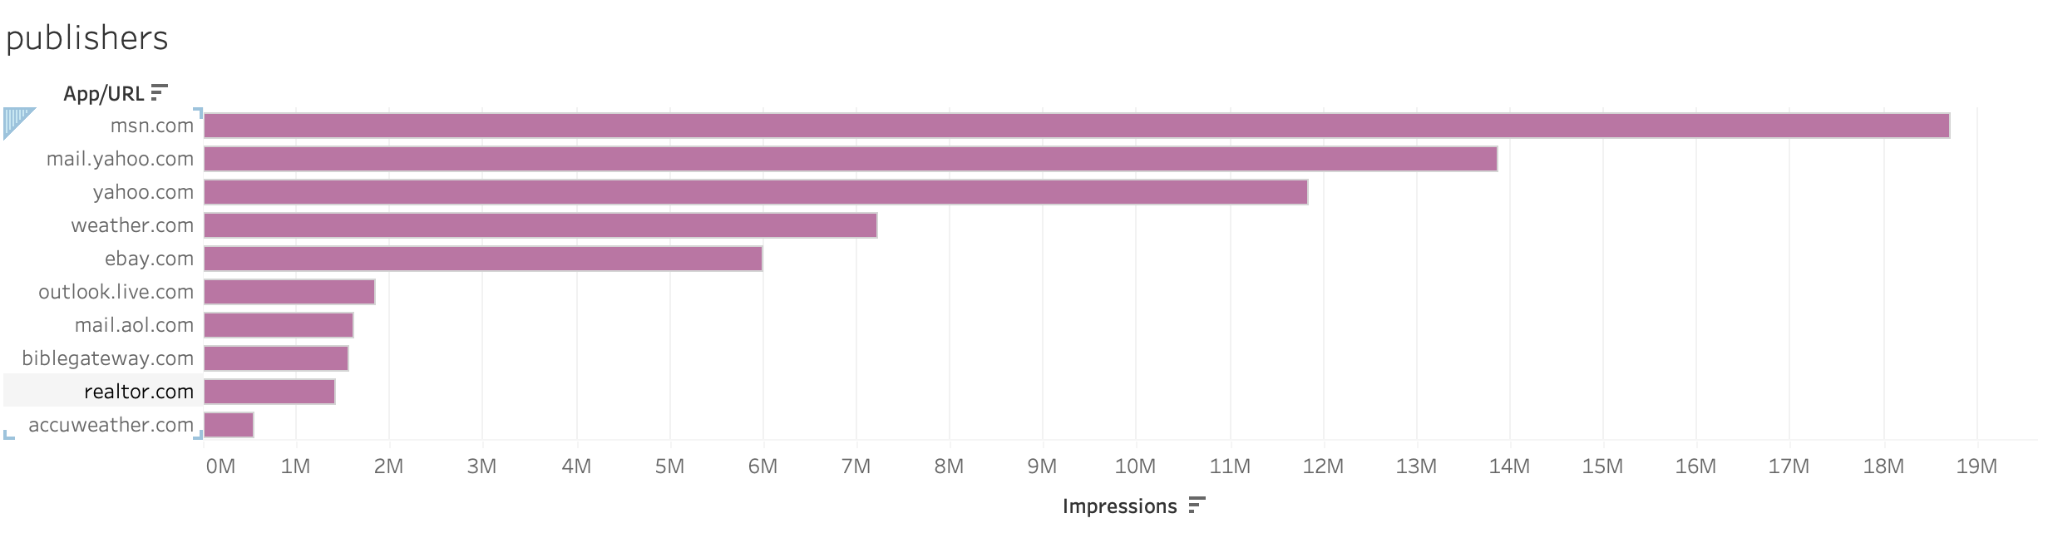 publishers
App/URL
msn.com
mail.yahoo.com
yahoo.com
weather.com
ebay.com
outlook.live.com
mail.aol.com
biblegateway.com
realtor.com
accuweather.com
0M 1M 2M 3M 4M 5M 6M 7M 8M 9M 10M 11M 12M 13M 14M 15M 16M 17M 18M 19M
Impressions